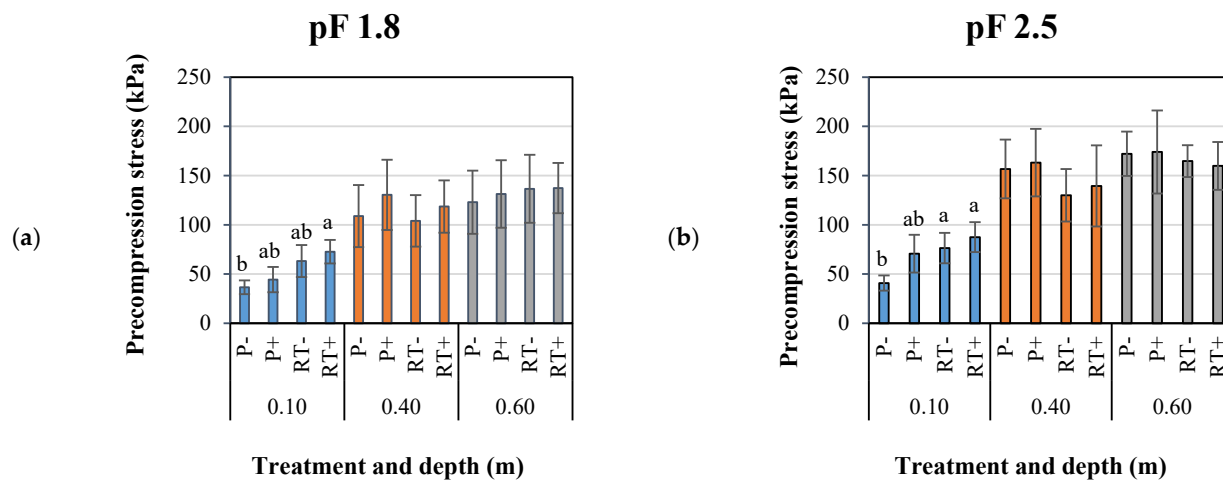 pF 1.8
(a)
Precompression stress (kPa)
250
200
150
100
50
0
b ab ab a
P- P+ RT- RT+ P- P+ RT- RT+ P- P+ RT- RT+
0.10 0.40 0.60
Treatment and depth (m)
pF 2.5
(b)
Precompression stress (kPa)
250
200
150
100
50
0
b ab a a
P- P+ RT- RT+ P- P+ RT- RT+ P- P+ RT- RT+
0.10 0.40 0.60
Treatment and depth (m)